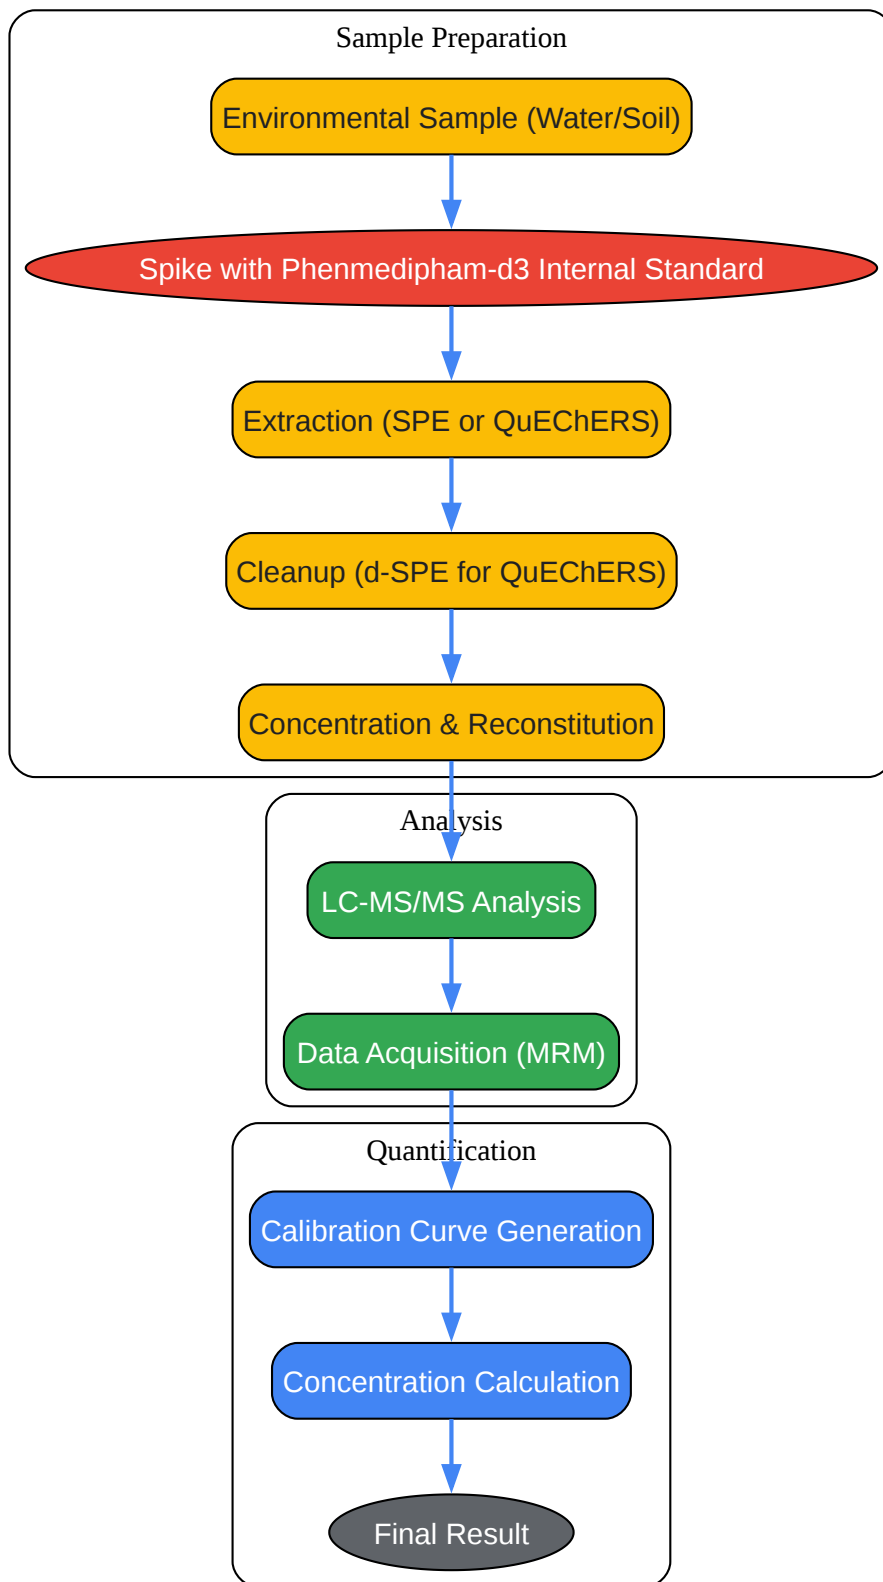 Sample Preparation
Environmental Sample (Water/Soil)
Spike with Phenmedipham-d3 Internal Standard
Extraction (SPE or QuEChERS)
Cleanup (d-SPE for QuEChERS)
Concentration & Reconstitution
Analysis
LC-MS/MS Analysis
Data Acquisition (MRM)
Quantification
Calibration Curve Generation
Concentration Calculation
Final Result